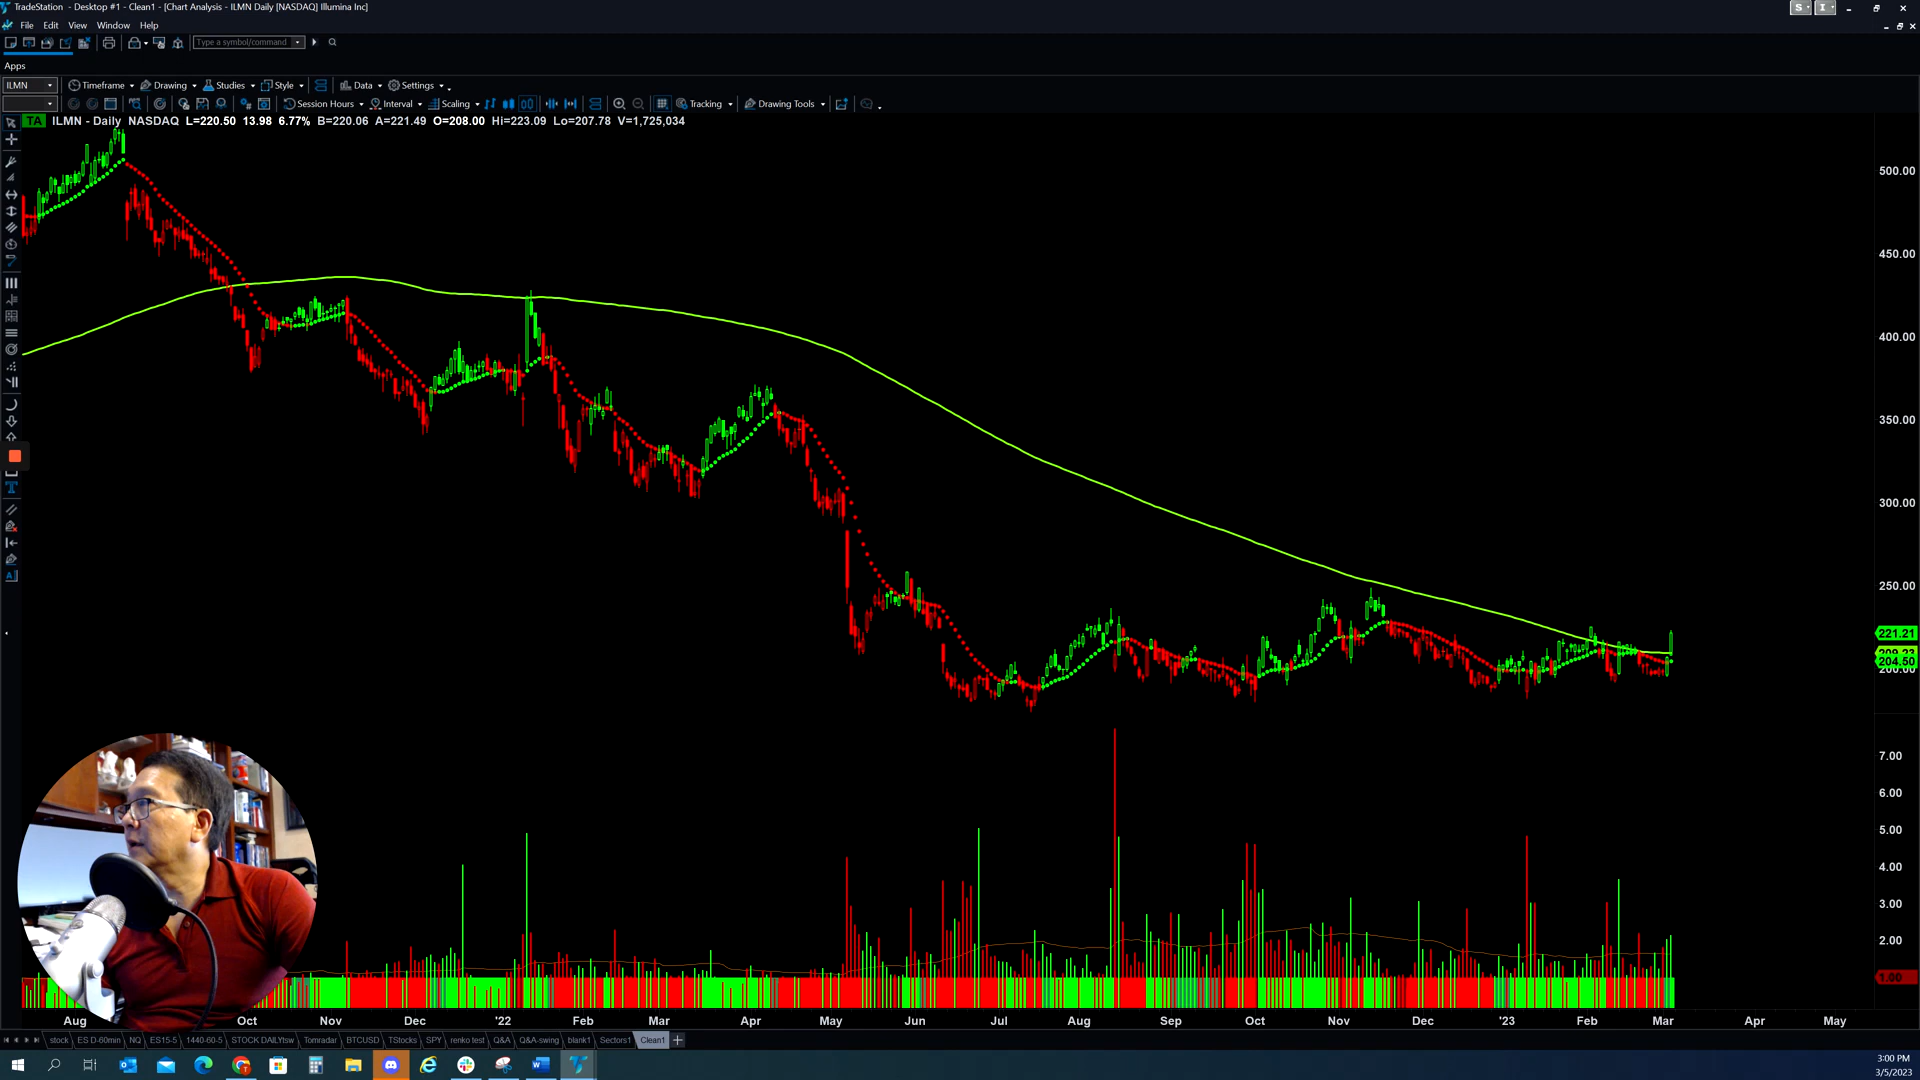 TradeStation - Desktop #1 - Clean1 - [Chart Analysis - ILMN Daily [NASDAQ] Illumina Inc]
S I
File Edit View Window Help
Type a symbol/command
Apps
ILMN Timeframe Drawing Studies Style Data Settings
Session Hours Interval Scaling Tracking Drawing Tools
TA ILMN - Daily NASDAQ L=220.50 13.98 6.77% B=220.06 A=221.49 O=208.00 Hi=223.09 Lo=207.78 V=1,725,034
500.00
450.00
400.00
350.00
300.00
250.00
221.21
204.50
200.00
7.00
6.00
5.00
4.00
3.00
2.00
1.00
Aug Oct Nov Dec '22 Feb Mar Apr May Jun Jul Aug Sep Oct Nov Dec '23 Feb Mar Apr May
stock ES D-60min NQ ES15-5 1440-60-5 STOCK DAILYtsw Tomradar BTCUSD TStocks SPY renko test Q&A Q&A-swing blank1 Sectors1 Clean1
3:00 PM
3/5/2023